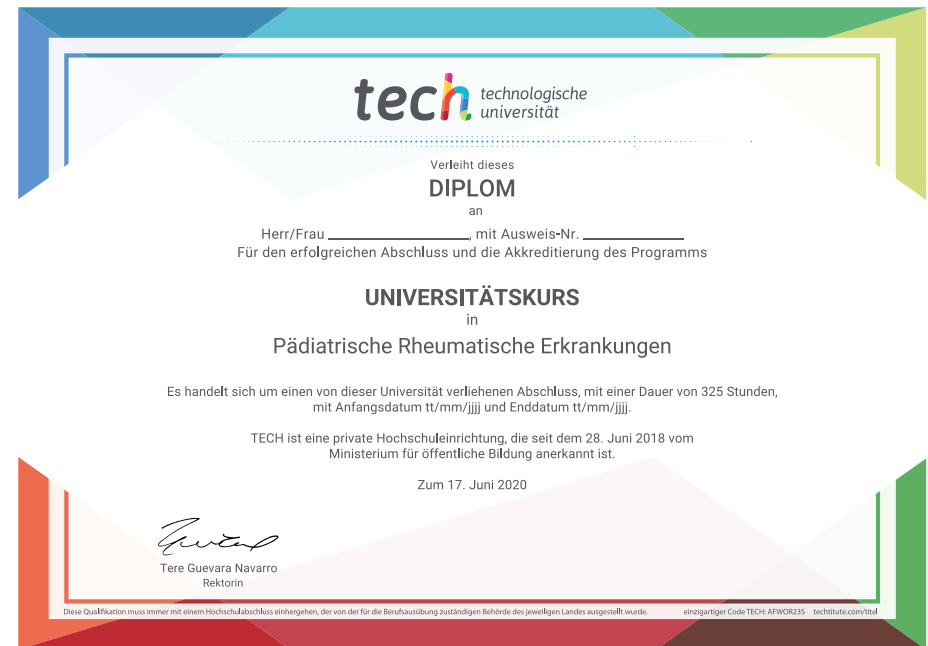 tech technologische
universität
Verleiht dieses
DIPLOM
an
Herr/Frau ____________, mit Ausweis-Nr. ____________
Für den erfolgreichen Abschluss und die Akkreditierung des Programms
UNIVERSITÄTSKURS
in
Pädiatrische Rheumatische Erkrankungen
Es handelt sich um einen von dieser Universität verliehenen Abschluss, mit einer Dauer von 325 Stunden,
mit Anfangsdatum tt/mm/jjjj und Enddatum tt/mm/jjjj.
TECH ist eine private Hochschuleinrichtung, die seit dem 28. Juni 2018 vom
Ministerium für öffentliche Bildung anerkannt ist.
Zum 17. Juni 2020
Tere Guevara Navarro
Rektorin
Diese Qualifikation muss immer mit einem Hochschulabschluss einhergehen, der von der für die Berufsausübung zuständigen Behörde des jeweiligen Landes ausgestellt wurde. einzigartiger Code TECH: AFWOR235 techtitute.com/titel